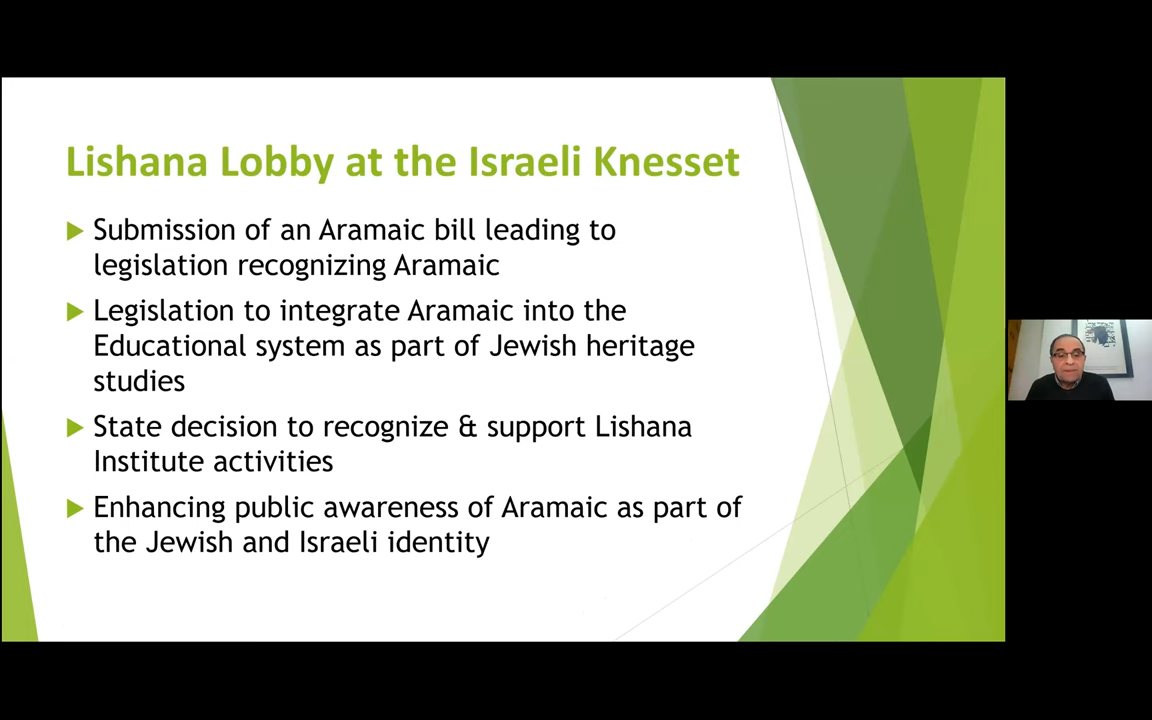 Lishana Lobby at the Israeli Knesset
Submission of an Aramaic bill leading to
legislation recognizing Aramaic
Legislation to integrate Aramaic into the
Educational system as part of Jewish heritage
studies
State decision to recognize & support Lishana
Institute activities
Enhancing public awareness of Aramaic as part of
the Jewish and Israeli identity